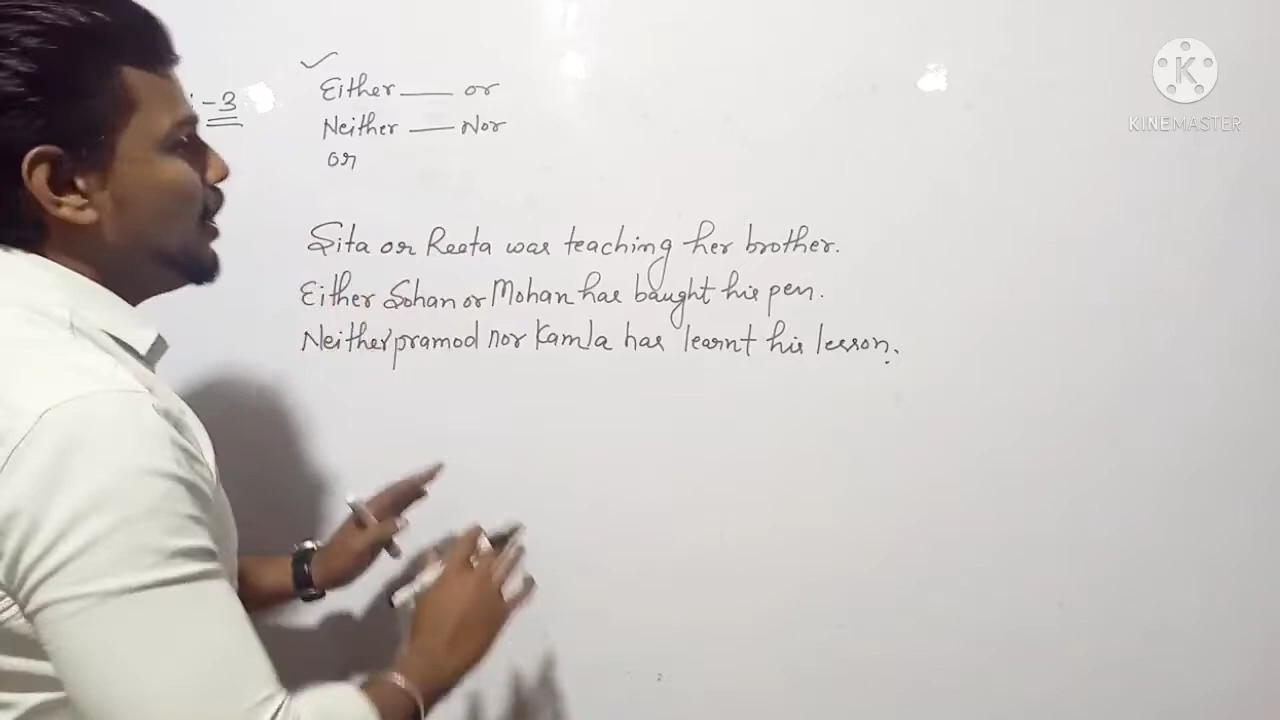 : -3
Either ___ or
Neither ___ Nor
or
Sita or Reeta was teaching her brother.
Either Sohan or Mohan has baught his pen.
Neither pramod nor Kamla has learnt his lesson.
K
KINEMASTER